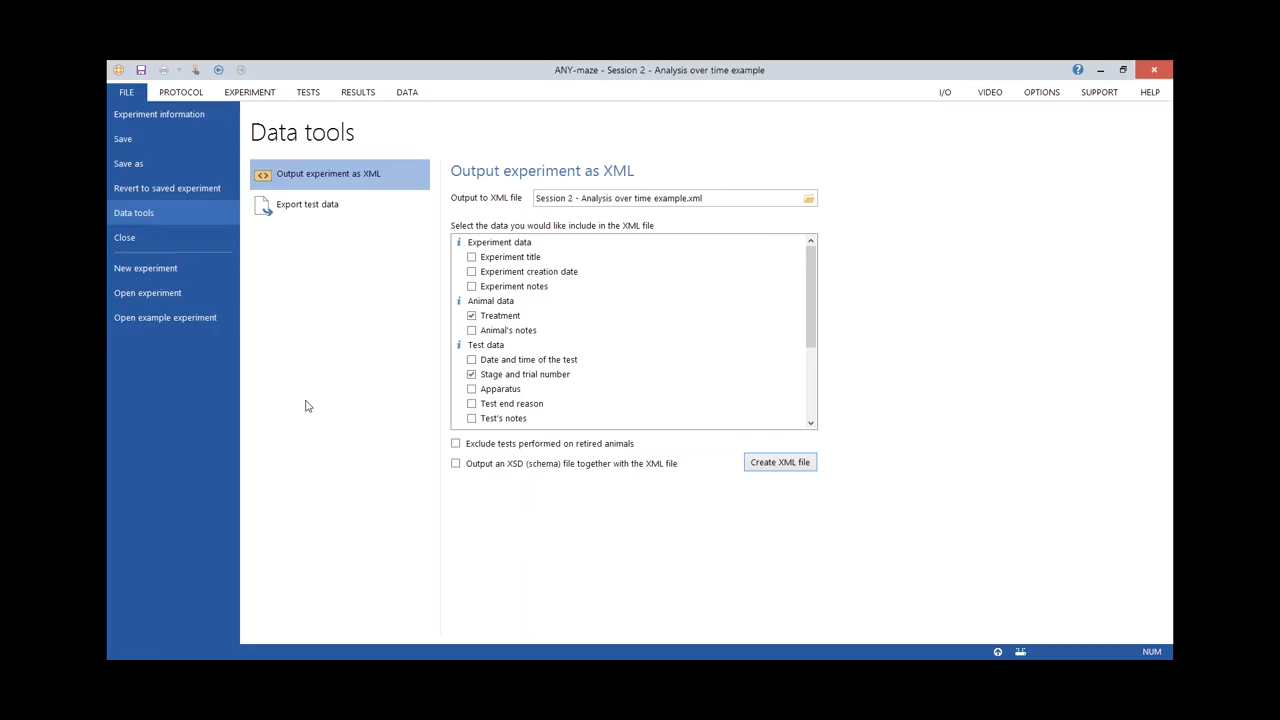 ANY-maze - Session 2 - Analysis over time example
FILE PROTOCOL EXPERIMENT TESTS RESULTS DATA I/O VIDEO OPTIONS SUPPORT HELP
Experiment information
Save
Save as
Revert to saved experiment
Data tools
Close
New experiment
Open experiment
Open example experiment
Data tools
Output experiment as XML
Export test data
Output experiment as XML
Output to XML file Session 2 - Analysis over time example.xml
Select the data you would like include in the XML file
Experiment data
Experiment title
Experiment creation date
Experiment notes
Animal data
Treatment
Animal's notes
Test data
Date and time of the test
Stage and trial number
Apparatus
Test end reason
Test's notes
Exclude tests performed on retired animals
Output an XSD (schema) file together with the XML file
Create XML file
NUM